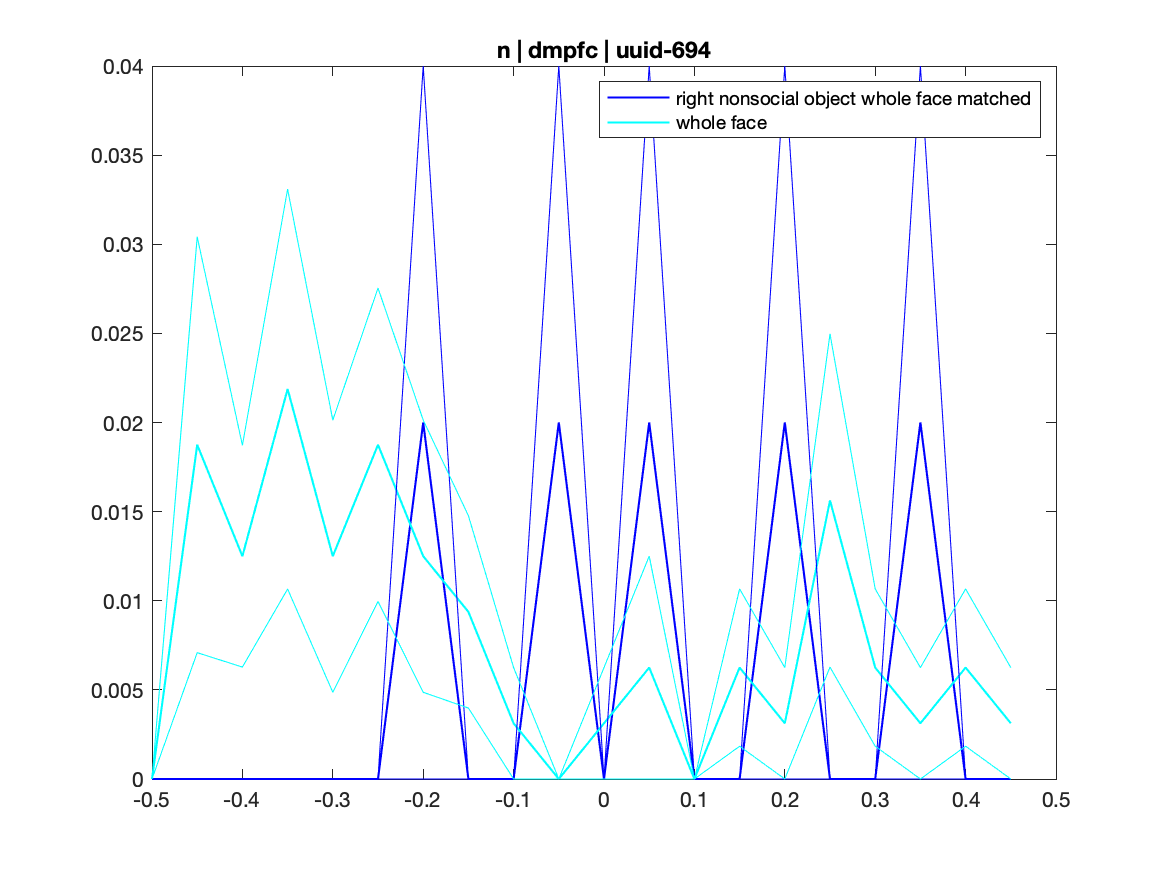 n | dmpfc | uuid-694
right nonsocial object whole face matched
whole face
0.04
0.035
0.03
0.025
0.02
0.015
0.01
0.005
0
-0.5 -0.4 -0.3 -0.2 -0.1 0 0.1 0.2 0.3 0.4 0.5